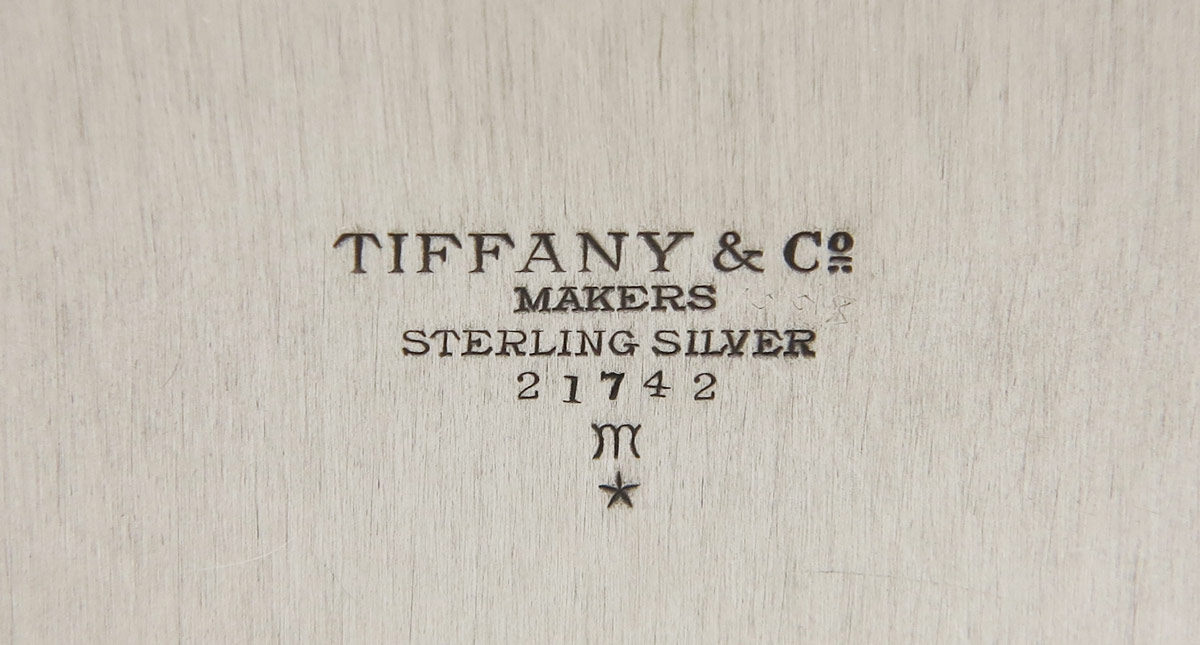 TIFFANY & Cº
MAKERS
STERLING SILVER
21742
m
★